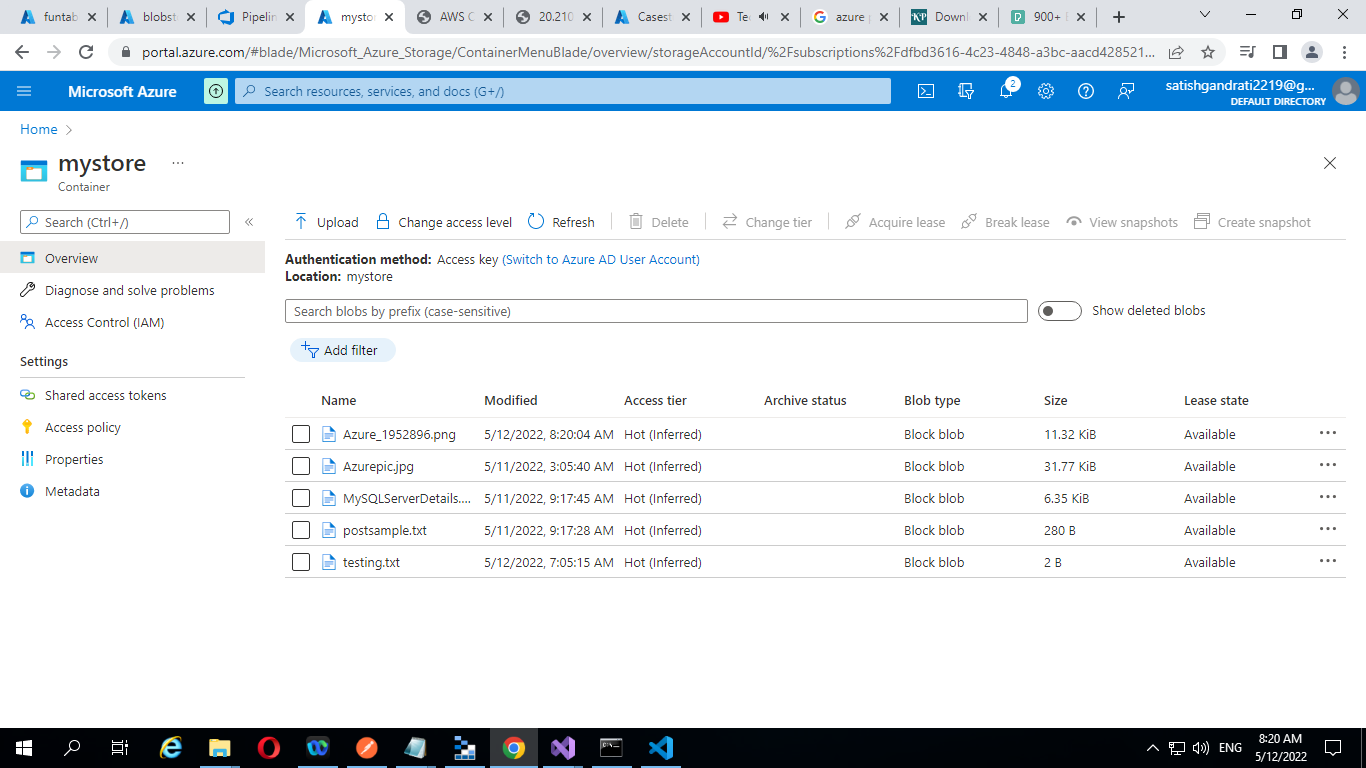 funtab
blobst
Pipelin
mystor
AWS C
20.210
Casest
Te
azure p
Downl
900+ E
portal.azure.com/#blade/Microsoft_Azure_Storage/ContainerMenuBlade/overview/storageAccountId/%2Fsubscriptions%2Fdfbd3616-4c23-4848-a3bc-aacd428521...
Microsoft Azure
Search resources, services, and docs (G+/)
2
satishgandrati2219@g...
DEFAULT DIRECTORY
Home
mystore
...
Container
Search (Ctrl+/)
Upload
Change access level
Refresh
Delete
Change tier
Acquire lease
Break lease
View snapshots
Create snapshot
Overview
Diagnose and solve problems
Access Control (IAM)
Settings
Shared access tokens
Access policy
Properties
Metadata
Authentication method: Access key (Switch to Azure AD User Account)
Location: mystore
Search blobs by prefix (case-sensitive)
Show deleted blobs
Add filter
Name Modified Access tier Archive status Blob type Size Lease state
Azure_1952896.png 5/12/2022, 8:20:04 AM Hot (Inferred) Block blob 11.32 KiB Available
Azurepic.jpg 5/11/2022, 3:05:40 AM Hot (Inferred) Block blob 31.77 KiB Available
MySQLServerDetails.... 5/11/2022, 9:17:45 AM Hot (Inferred) Block blob 6.35 KiB Available
postsample.txt 5/11/2022, 9:17:28 AM Hot (Inferred) Block blob 280 B Available
testing.txt 5/12/2022, 7:05:15 AM Hot (Inferred) Block blob 2 B Available
ENG
8:20 AM
5/12/2022